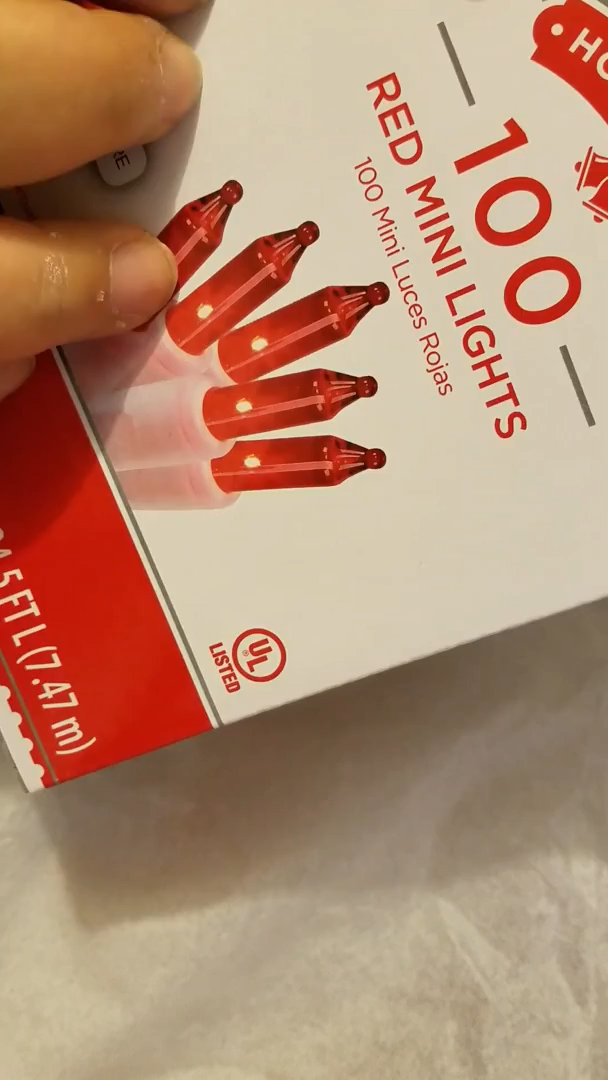 100
RED MINI LIGHTS
100 Mini Luces Rojas
UL
LISTED
5 FT L (7.47 m)